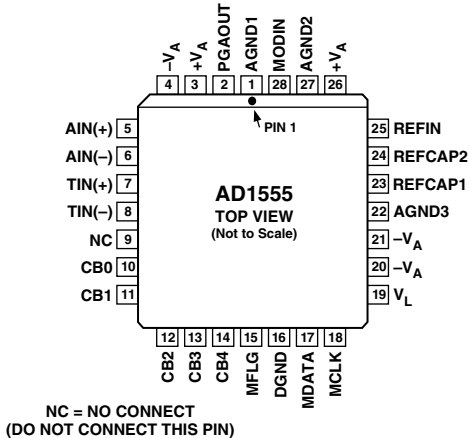 –VA
+VA
PGAOUT
AGND1
MODIN
AGND2
+VA
4 3 2 1 28 27 26
PIN 1
AIN(+) 5
AIN(–) 6
TIN(+) 7
TIN(–) 8
NC 9
CB0 10
CB1 11
AD1555
TOP VIEW
(Not to Scale)
25 REFIN
24 REFCAP2
23 REFCAP1
22 AGND3
21 –VA
20 –VA
19 VL
12 13 14 15 16 17 18
CB2
CB3
CB4
MFLG
DGND
MDATA
MCLK
NC = NO CONNECT
(DO NOT CONNECT THIS PIN)